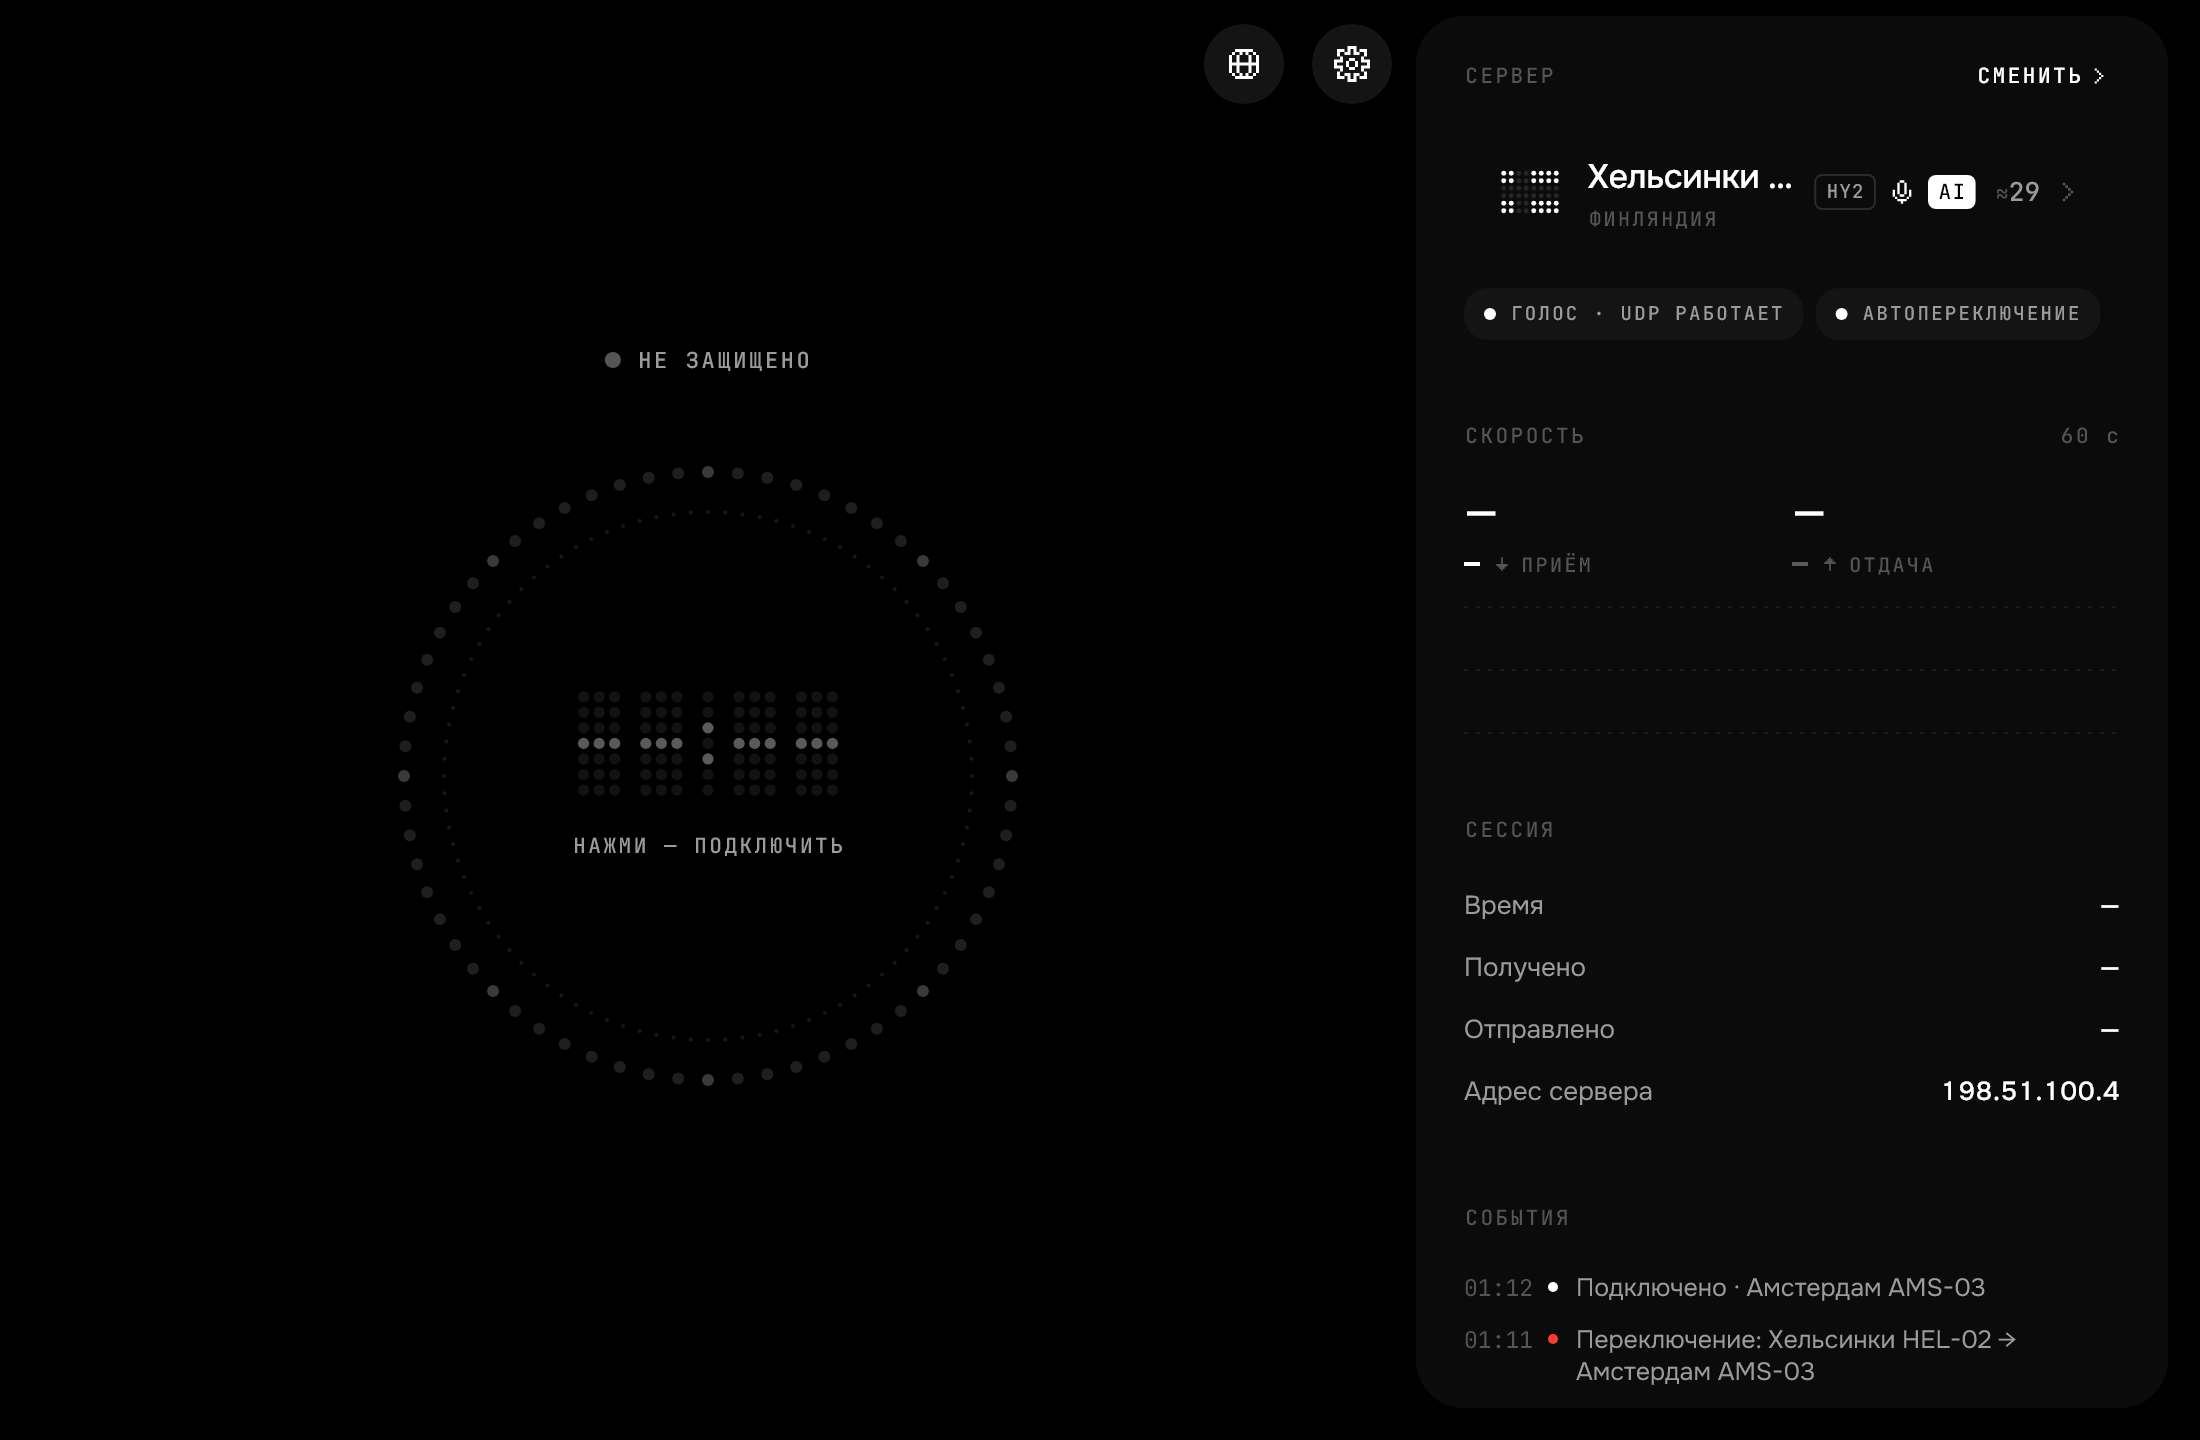 СЕРВЕР
СМЕНИТЬ
Хельсинки ...
ФИНЛЯНДИЯ
HY2
AI
≈29
ГОЛОС · UDP РАБОТАЕТ
АВТОПЕРЕКЛЮЧЕНИЕ
НЕ ЗАЩИЩЕНО
--:--
НАЖМИ — ПОДКЛЮЧИТЬ
СКОРОСТЬ
60 с
— —
↓ ПРИЁМ
↑ ОТДАЧА
СЕССИЯ
Время —
Получено —
Отправлено —
Адрес сервера 198.51.100.4
СОБЫТИЯ
01:12 Подключено · Амстердам AMS-03
01:11 Переключение: Хельсинки HEL-02 →
Амстердам AMS-03